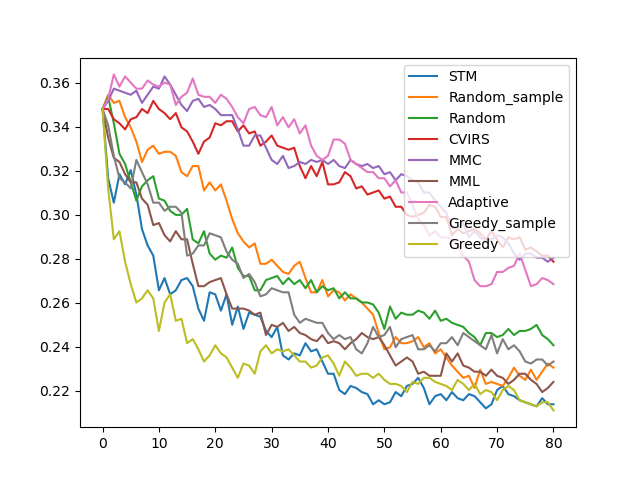 0.36
0.34
0.32
0.30
0.28
0.26
0.24
0.22
0 10 20 30 40 50 60 70 80
STM
Random_sample
Random
CVIRS
MMC
MML
Adaptive
Greedy_sample
Greedy